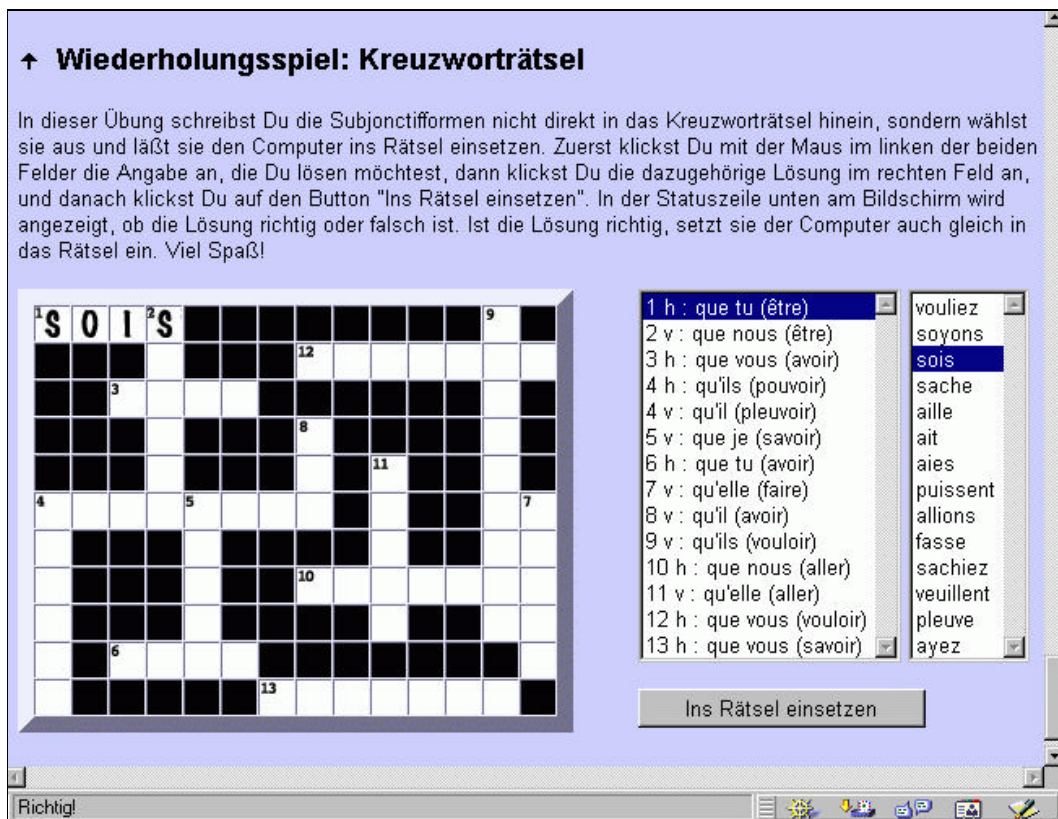 Wiederholungsspiel: Kreuzworträtsel
In dieser Übung schreibst Du die Subjonctifformen nicht direkt in das Kreuzworträtsel hinein, sondern wählst
sie aus und läßt sie den Computer ins Rätsel einsetzen. Zuerst klickst Du mit der Maus im linken der beiden
Felder die Angabe an, die Du lösen möchtest, dann klickst Du die dazugehörige Lösung im rechten Feld an,
und danach klickst Du auf den Button "Ins Rätsel einsetzen". In der Statuszeile unten am Bildschirm wird
angezeigt, ob die Lösung richtig oder falsch ist. Ist die Lösung richtig, setzt sie der Computer auch gleich in
das Rätsel ein. Viel Spaß!
1 S O I 2 S 9
12
3
8
11
4 5 7
10
6
13
1 h : que tu (être)
2 v : que nous (être)
3 h : que vous (avoir)
4 h : qu'ils (pouvoir)
4 v : qu'il (pleuvoir)
5 v : que je (savoir)
6 h : que tu (avoir)
7 v : qu'elle (faire)
8 v : qu'il (avoir)
9 v : qu'ils (vouloir)
10 h : que nous (aller)
11 v : qu'elle (aller)
12 h : que vous (vouloir)
13 h : que vous (savoir)
vouliez
soyons
sois
sache
aille
ait
aies
puissent
allions
fasse
sachiez
veuillent
pleuve
ayez
Ins Rätsel einsetzen
Richtig!